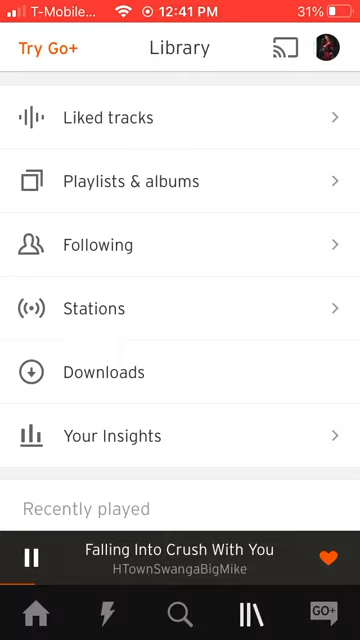 T-Mobile... 12:41 PM 31%
Try Go+ Library
Liked tracks
Playlists & albums
Following
Stations
Downloads
Your Insights
Recently played
Falling Into Crush With You
HTownSwangaBigMike
GO+